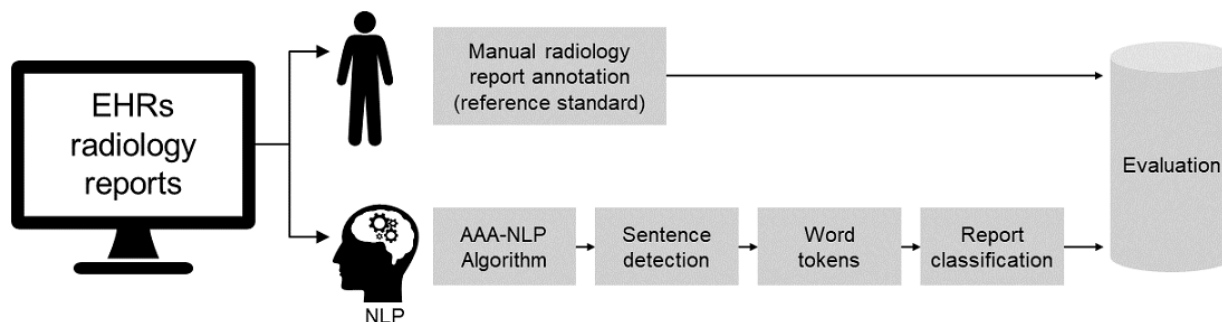 EHRs
radiology
reports
Manual radiology
report annotation
(reference standard)
Evaluation
NLP
AAA-NLP
Algorithm
Sentence
detection
Word
tokens
Report
classification